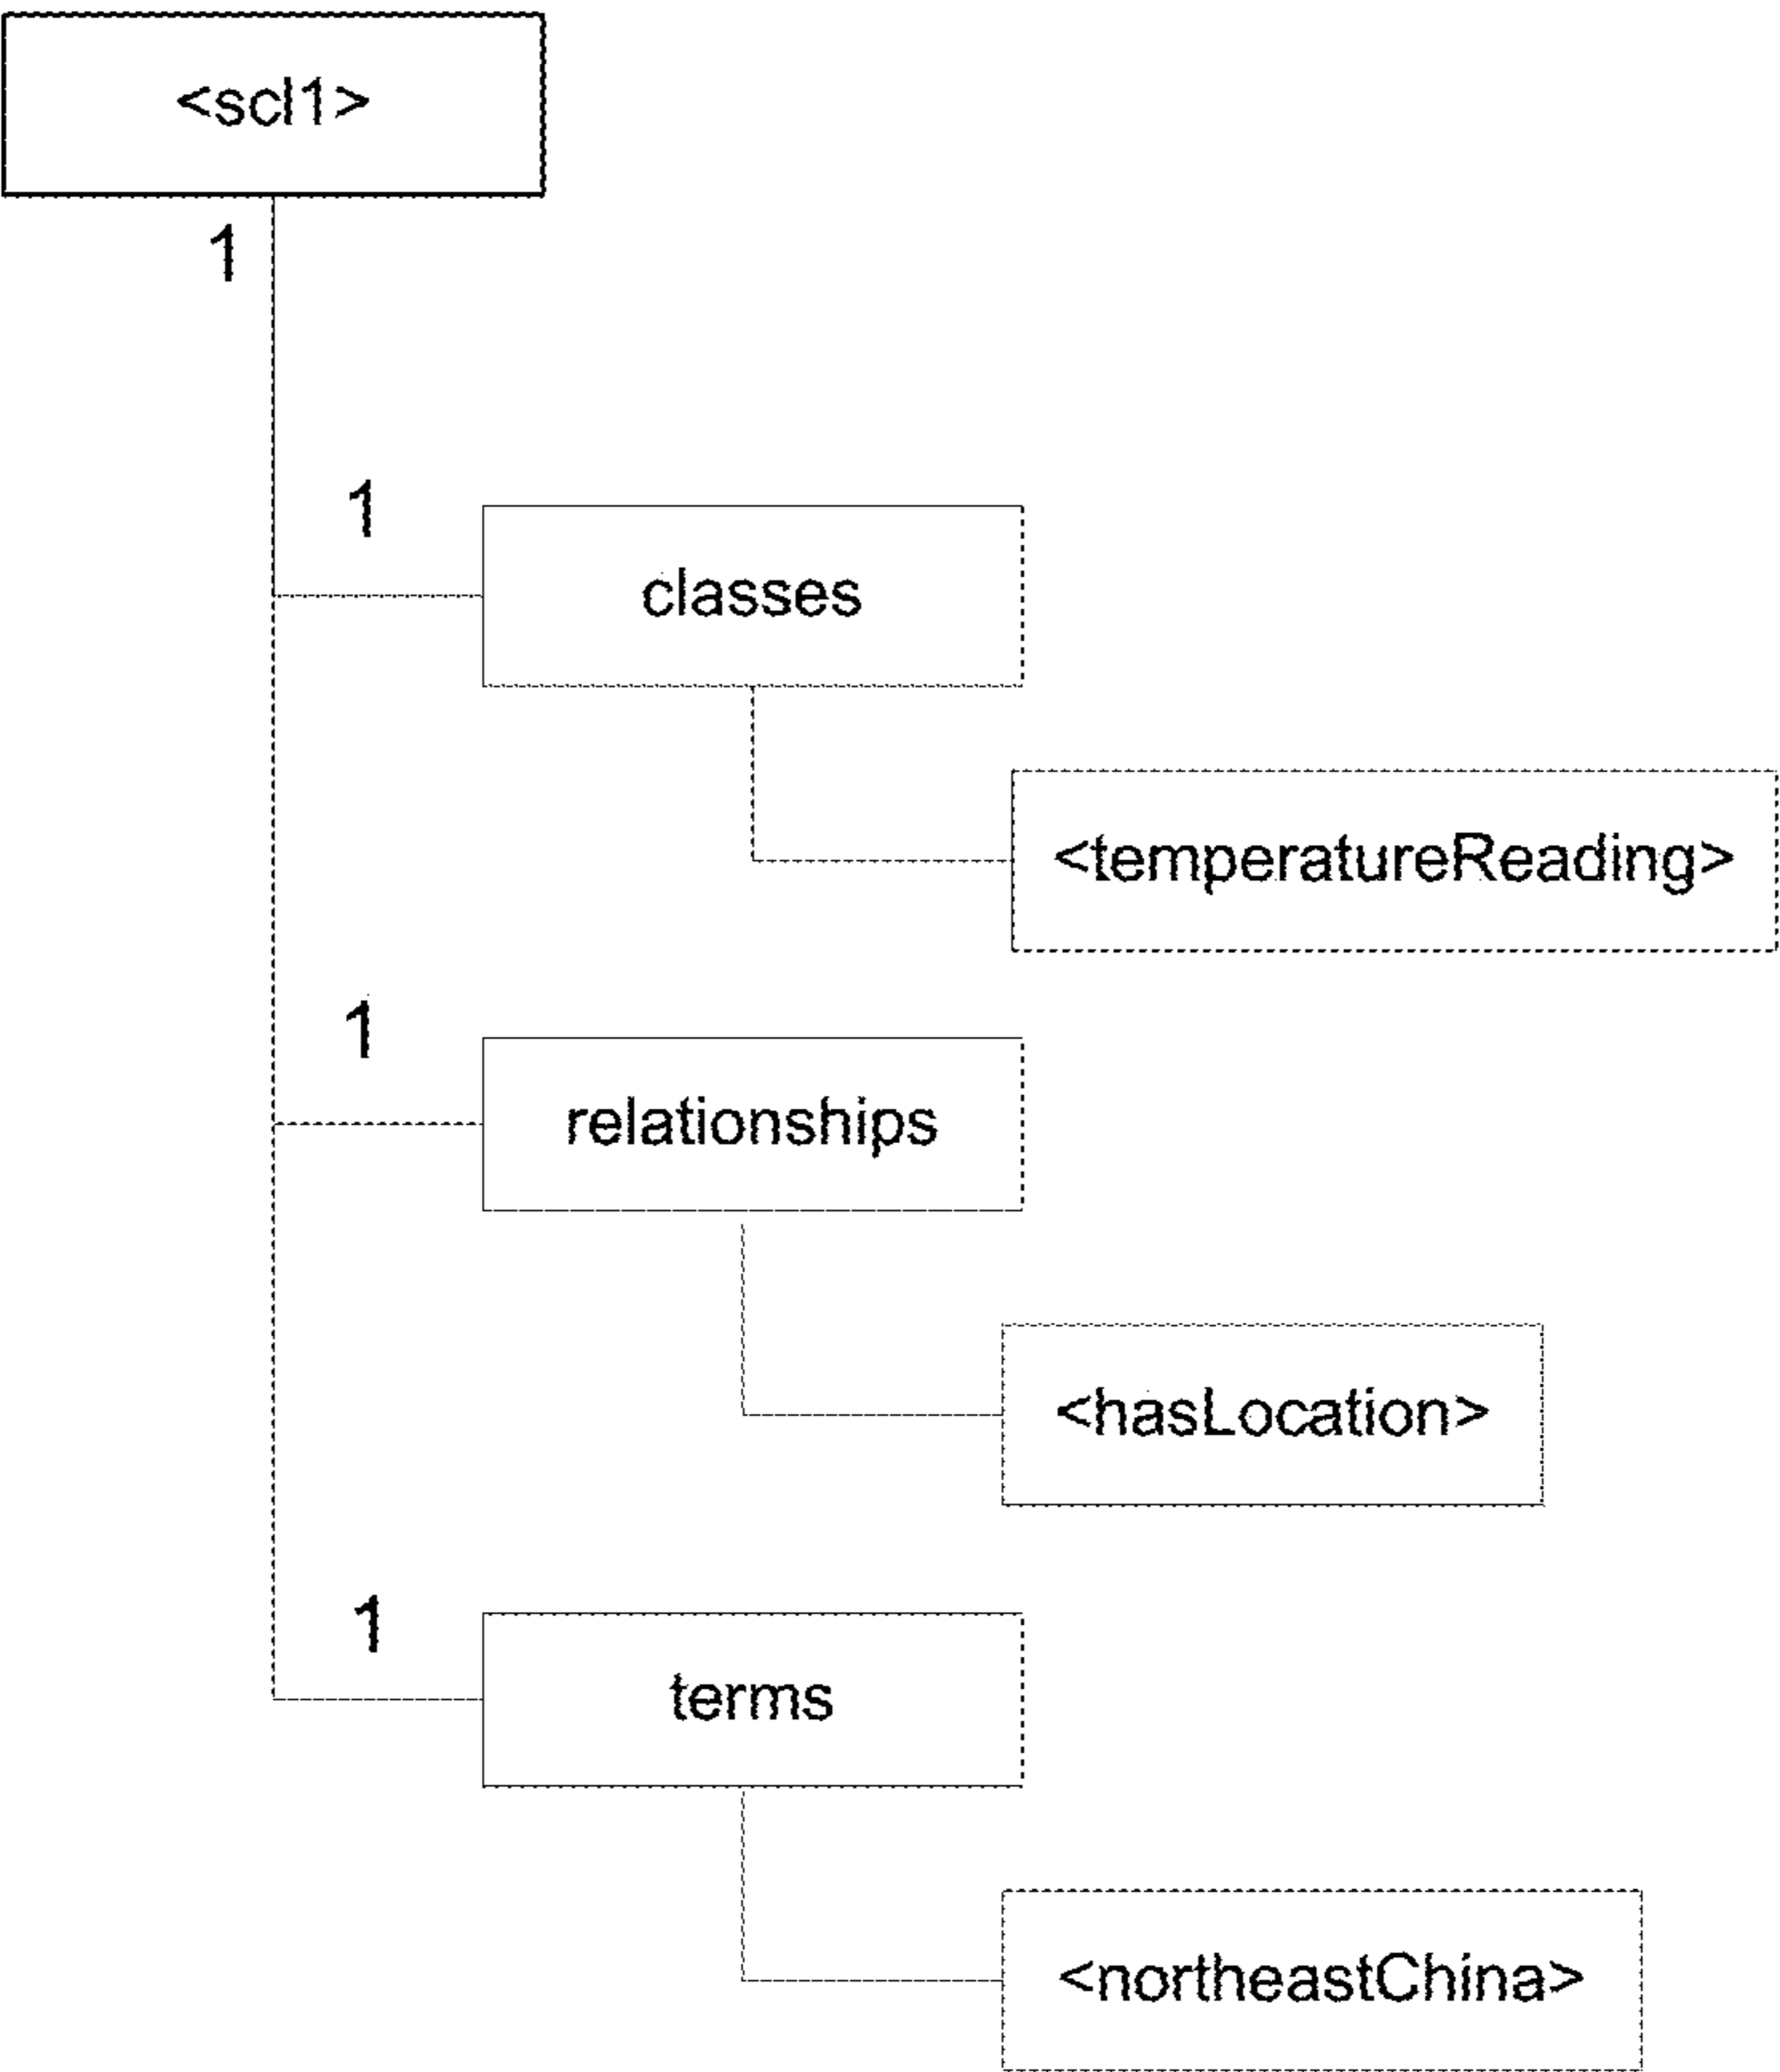 <scl1>
1
1
classes
<temperatureReading>
1
relationships
<hasLocation>
1
terms
<northeastChina>